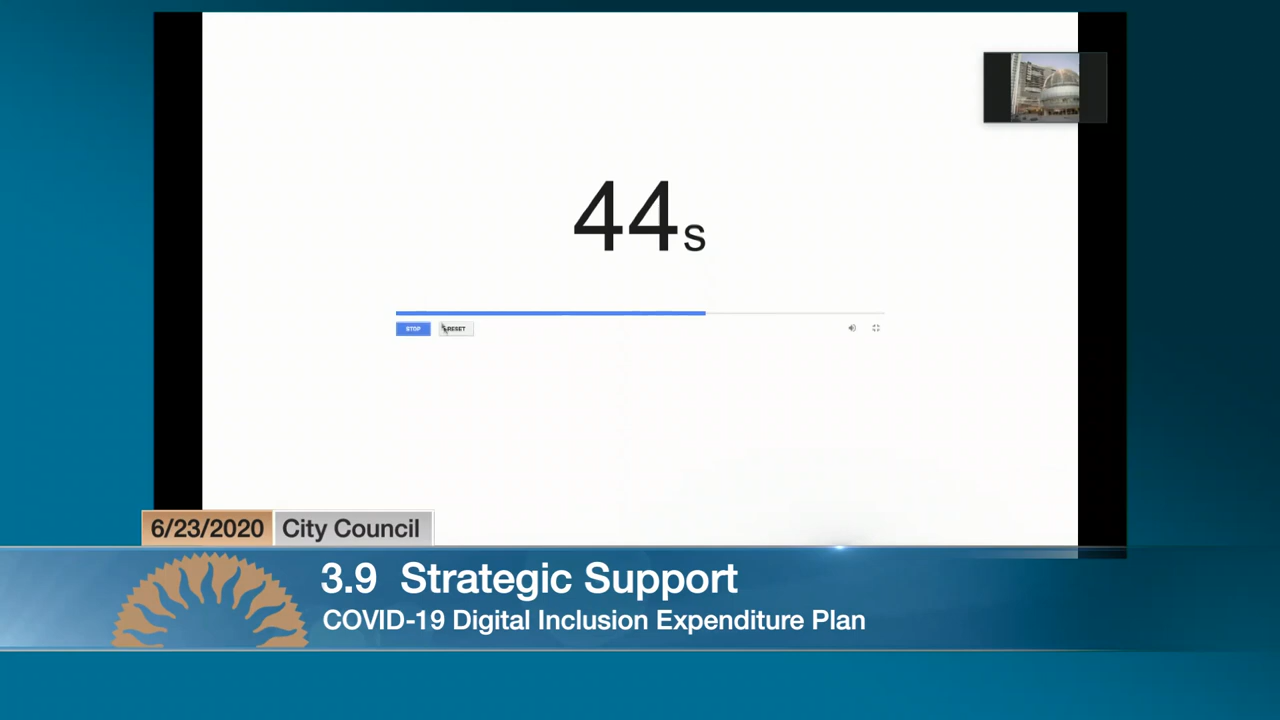 44s
STOP
RESET
6/23/2020 City Council
3.9 Strategic Support
COVID-19 Digital Inclusion Expenditure Plan